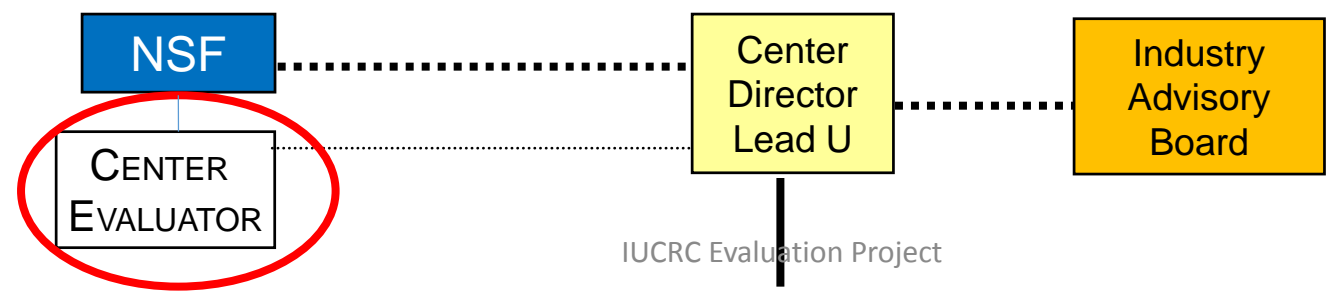 NSF
CENTER
EVALUATOR
Center
Director
Lead U
Industry
Advisory
Board
IUCRC Evaluation Project